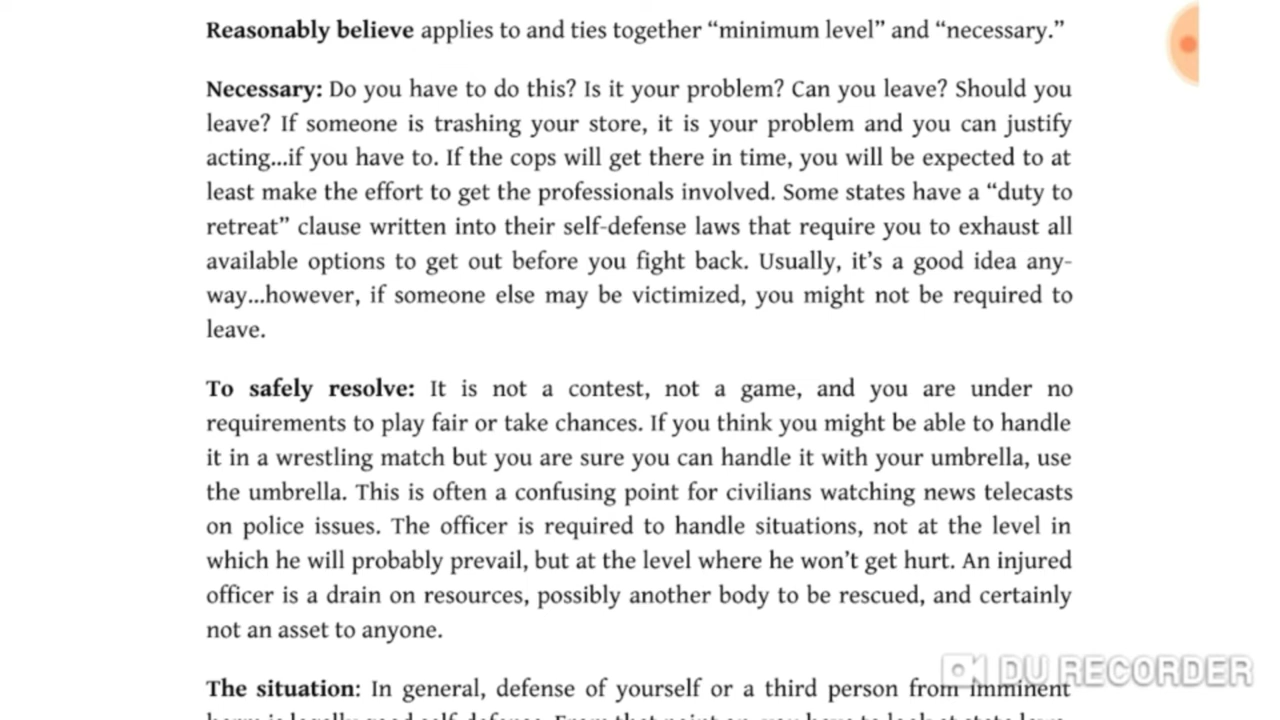 Reasonably believe applies to and ties together “minimum level” and “necessary.”
Necessary: Do you have to do this? Is it your problem? Can you leave? Should you
leave? If someone is trashing your store, it is your problem and you can justify
acting...if you have to. If the cops will get there in time, you will be expected to at
least make the effort to get the professionals involved. Some states have a “duty to
retreat” clause written into their self-defense laws that require you to exhaust all
available options to get out before you fight back. Usually, it’s a good idea any-
way...however, if someone else may be victimized, you might not be required to
leave.
To safely resolve: It is not a contest, not a game, and you are under no
requirements to play fair or take chances. If you think you might be able to handle
it in a wrestling match but you are sure you can handle it with your umbrella, use
the umbrella. This is often a confusing point for civilians watching news telecasts
on police issues. The officer is required to handle situations, not at the level in
which he will probably prevail, but at the level where he won’t get hurt. An injured
officer is a drain on resources, possibly another body to be rescued, and certainly
not an asset to anyone.
DU RECORDER
The situation: In general, defense of yourself or a third person from imminent